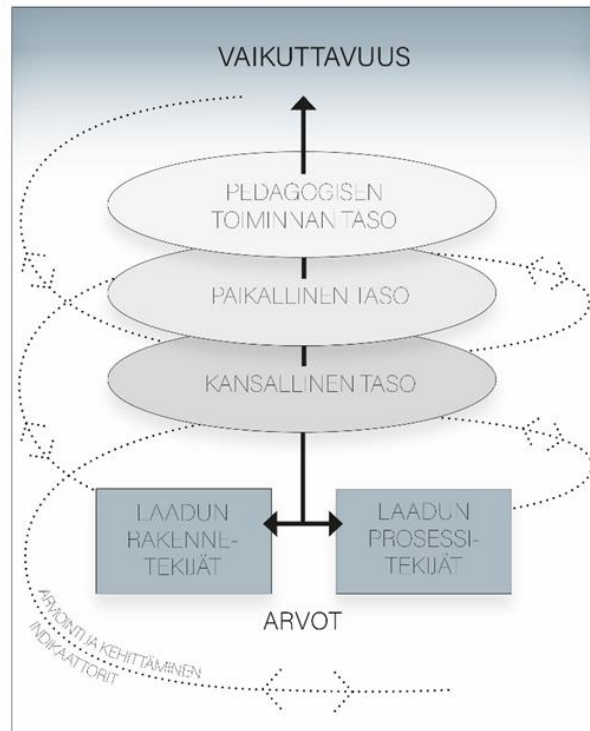 VAIKUTTAVUUS
PEDAGOGISEN
TOIMINNAN TASO
PAIKALLINEN TASO
KANSALLINEN TASO
LAADUN
RAKENNE-
TEKIJÄT
LAADUN
PROSESSI-
TEKIJÄT
ARVOT
ARVIOINTI JA KEHITTÄMINEN
INDIKAATTORIT